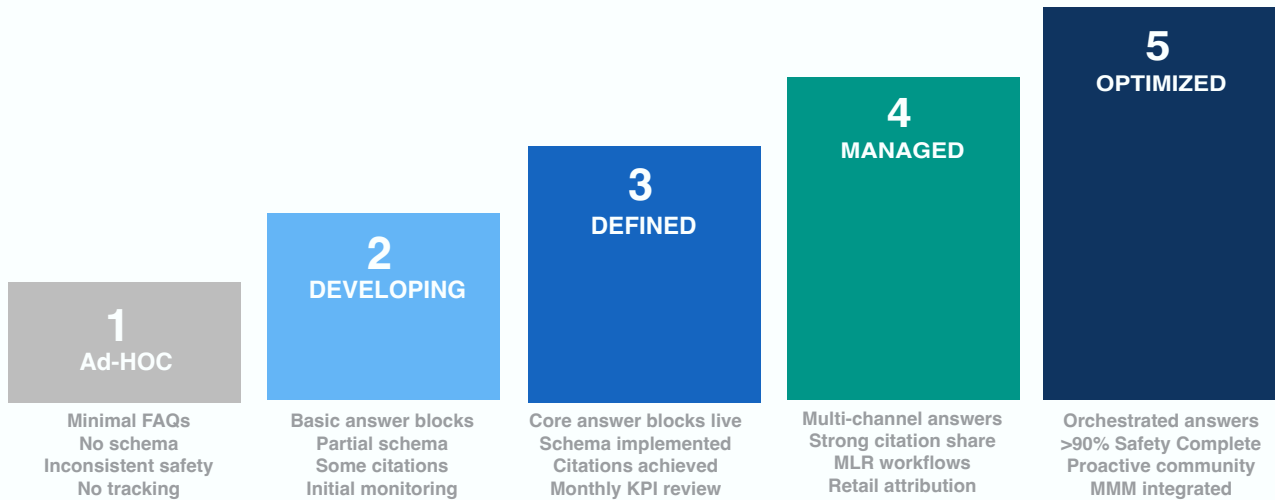 1
Ad-HOC
Minimal FAQs
No schema
Inconsistent safety
No tracking
2
DEVELOPING
Basic answer blocks
Partial schema
Some citations
Initial monitoring
3
DEFINED
Core answer blocks live
Schema implemented
Citations achieved
Monthly KPI review
4
MANAGED
Multi-channel answers
Strong citation share
MLR workflows
Retail attribution
5
OPTIMIZED
Orchestrated answers
>90% Safety Complete
Proactive community
MMM integrated